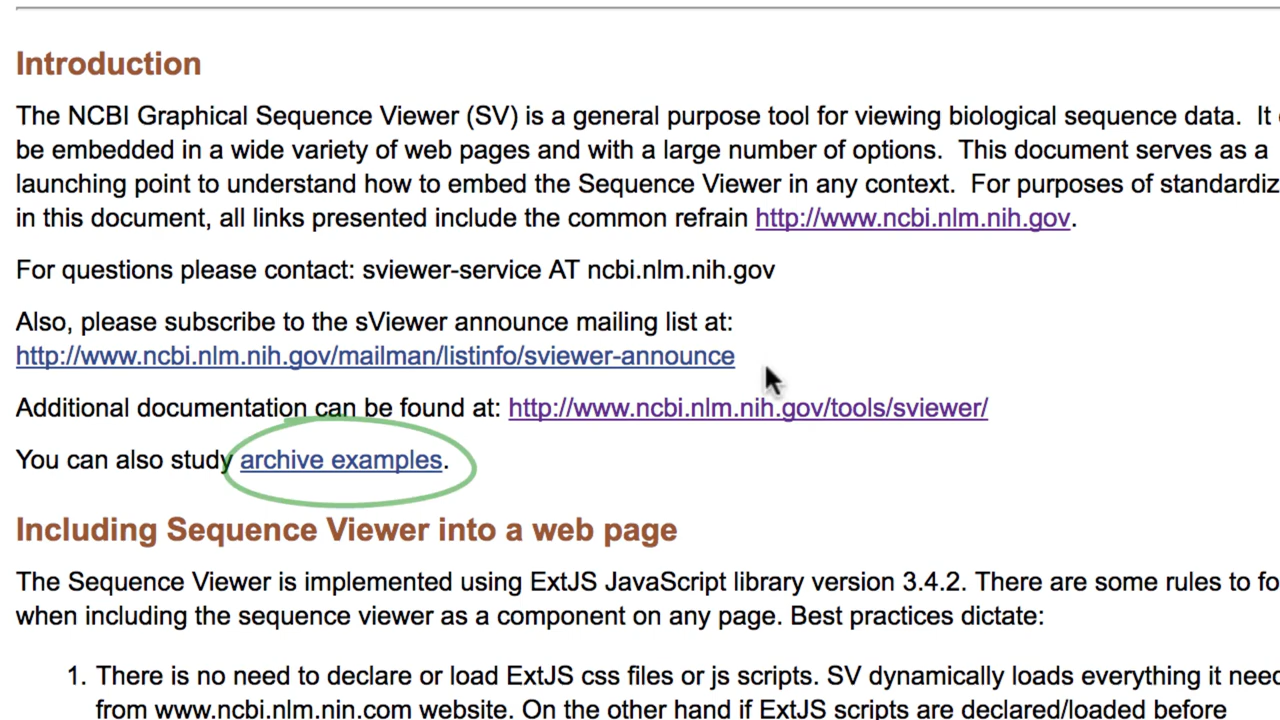 Introduction
The NCBI Graphical Sequence Viewer (SV) is a general purpose tool for viewing biological sequence data.  It
be embedded in a wide variety of web pages and with a large number of options.  This document serves as a
launching point to understand how to embed the Sequence Viewer in any context.  For purposes of standardiz
in this document, all links presented include the common refrain http://www.ncbi.nlm.nih.gov.
For questions please contact: sviewer-service AT ncbi.nlm.nih.gov
Also, please subscribe to the sViewer announce mailing list at:
http://www.ncbi.nlm.nih.gov/mailman/listinfo/sviewer-announce
Additional documentation can be found at: http://www.ncbi.nlm.nih.gov/tools/sviewer/
You can also study archive examples.
Including Sequence Viewer into a web page
The Sequence Viewer is implemented using ExtJS JavaScript library version 3.4.2. There are some rules to fo
when including the sequence viewer as a component on any page. Best practices dictate:
1. There is no need to declare or load ExtJS css files or js scripts. SV dynamically loads everything it need
from www.ncbi.nlm.nin.com website. On the other hand if ExtJS scripts are declared/loaded before